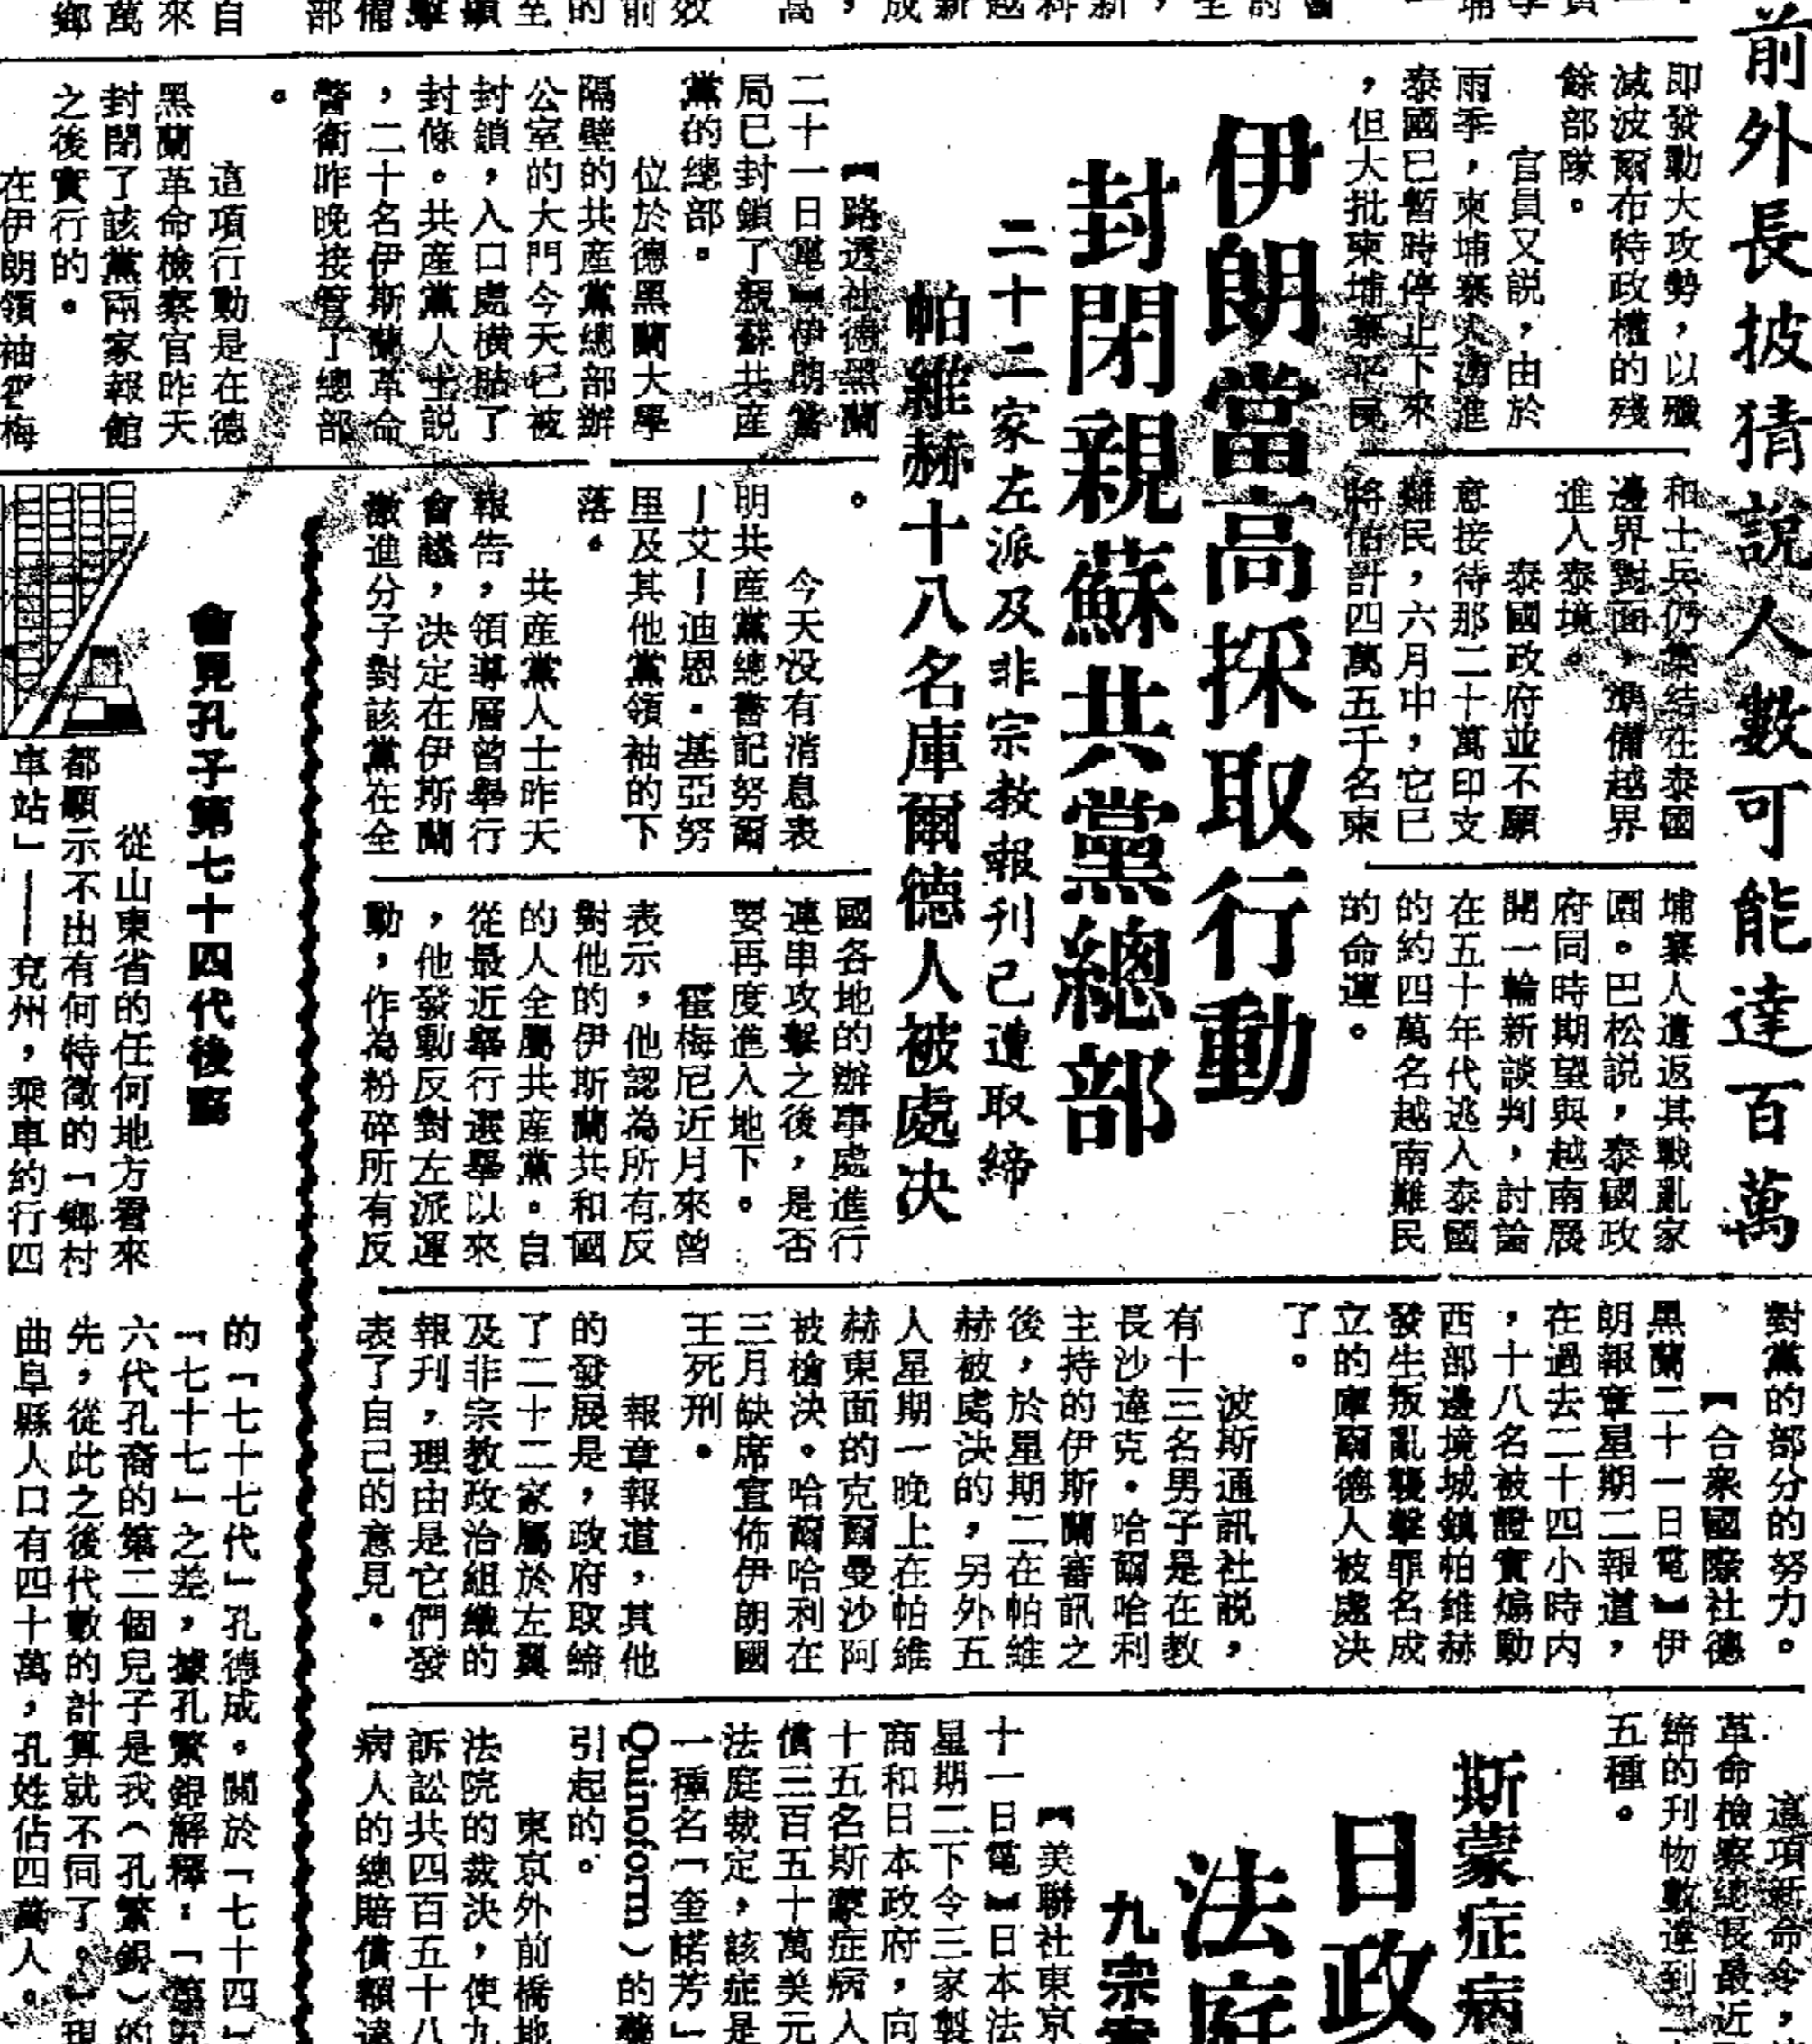 前外長披猜說人數可能達百萬
即發動大攻勢，以殲
滅波爾布特政權的殘
餘部隊。
官員又説，由於
雨季，柬埔寨大湧進
泰國已暫時停止下來
，但大批柬埔寨平民
和士兵仍集結在泰國
邊界對面，準備越界
進入泰境。
泰國政府並不願
意接待那二十萬印支
難民，六月中，它已
將估計四萬五千名柬
埔寨人遣返其戰亂家
園。巴松説，泰國政
府同時期望與越南展
開一輪新談判，討論
在五十年代逃入泰國
的約四萬名越南難民
的命運。
伊朗當局採取行動
封閉親蘇共黨總部
二十二家左派及非宗教報刊已遭取締
帕維赫十八名庫爾德人被處決
【路透社德黑蘭
二十一日電】伊朗當
局已封鎖了親蘇共産
黨的總部。
位於德黑蘭大學
隔壁的共産黨總部辦
公室的大門今天已被
封鎖，入口處橫貼了
封條。共産黨人士説
，二十名伊斯蘭革命
警衛昨晚接管了總部
。
這項行動是在德
黑蘭革命檢察官昨天
封閉了該黨兩家報館
之後實行的。
在伊朗領袖霍梅
。
今天没有消息表
明共産黨總書記努爾
—艾—迪恩·基亞努
里及其他黨領袖的下
落。
共産黨人士昨天
報告，領導層曾舉行
會議，決定在伊斯蘭
激進分子對該黨在全
國各地的辦事處進行
連串攻擊之後，是否
要再度進入地下。
霍梅尼近月來曾
表示，他認為所有反
對他的伊斯蘭共和國
的人全屬共産黨。自
從最近舉行選舉以來
，他發動反對左派運
動，作為粉碎所有反
對黨的部分的努力。
【合衆國際社德
黑蘭二十一日電】伊
朗報章星期二報道，
在過去二十四小時内
，十八名被證實煽動
西部邊境城鎮帕維赫
發生叛亂襲擊罪名成
立的庫爾德人被處決
了。
波斯通訊社説，
有十三名男子是在教
長沙達克·哈爾哈利
主持的伊斯蘭審訊之
後，於星期二在帕維
赫被處決的，另外五
人星期一晚上在帕維
赫東面的克爾曼沙阿
被槍決。哈爾哈利在
三月缺席宣佈伊朗國
王死刑。
報章報道，其他
的發展是，政府取締
了二十二家屬於左翼
及非宗教政治組織的
報刊，理由是它們發
表了自己的意見。
這項新命令，
革命檢察總長最近
締的刊物數達到
五種。
斯蒙症病
日政
法庭
九宗
【美聯社東京
十一日電】日本法
星期二下令三家製
商和日本政府，向
十五名斯蒙症病人
償三百五十萬美元
法庭裁定，該症是
一種名「奎諾芳」
Quinoform）的藥
引起的。
東京外前橋地
法院的裁決，使九
訴訟共四百五十八
病人的總賠償額達
會見孔子第七十四代後裔
從山東省的任何地方看來
都顯示不出有何特徵的「鄉村
車站」——兗州，乘車約行四
的「七十七代」孔德成。關於「七十四」
「七十七」之差，據孔繁銀解釋：「第五
六代孔裔的第二個兒子是我（孔繁銀）的
先，從此之後代數的計算就不同了。」現
曲阜縣人口有四十萬，孔姓佔四萬人。